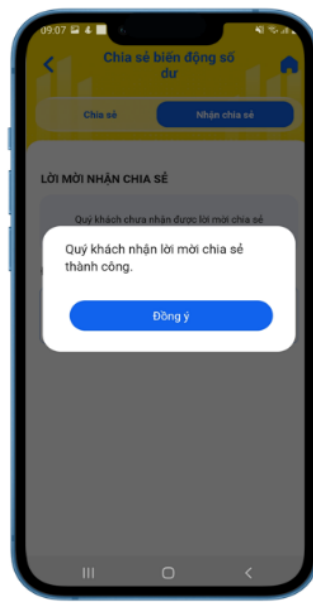 09:07
Chia sẻ biến động số
dư
Chia sẻ
Nhận chia sẻ
LỜI MỜI NHẬN CHIA SẺ
Quý khách chưa nhận được lời mời chia sẻ
Quý khách nhận lời mời chia sẻ
thành công.
Đồng ý